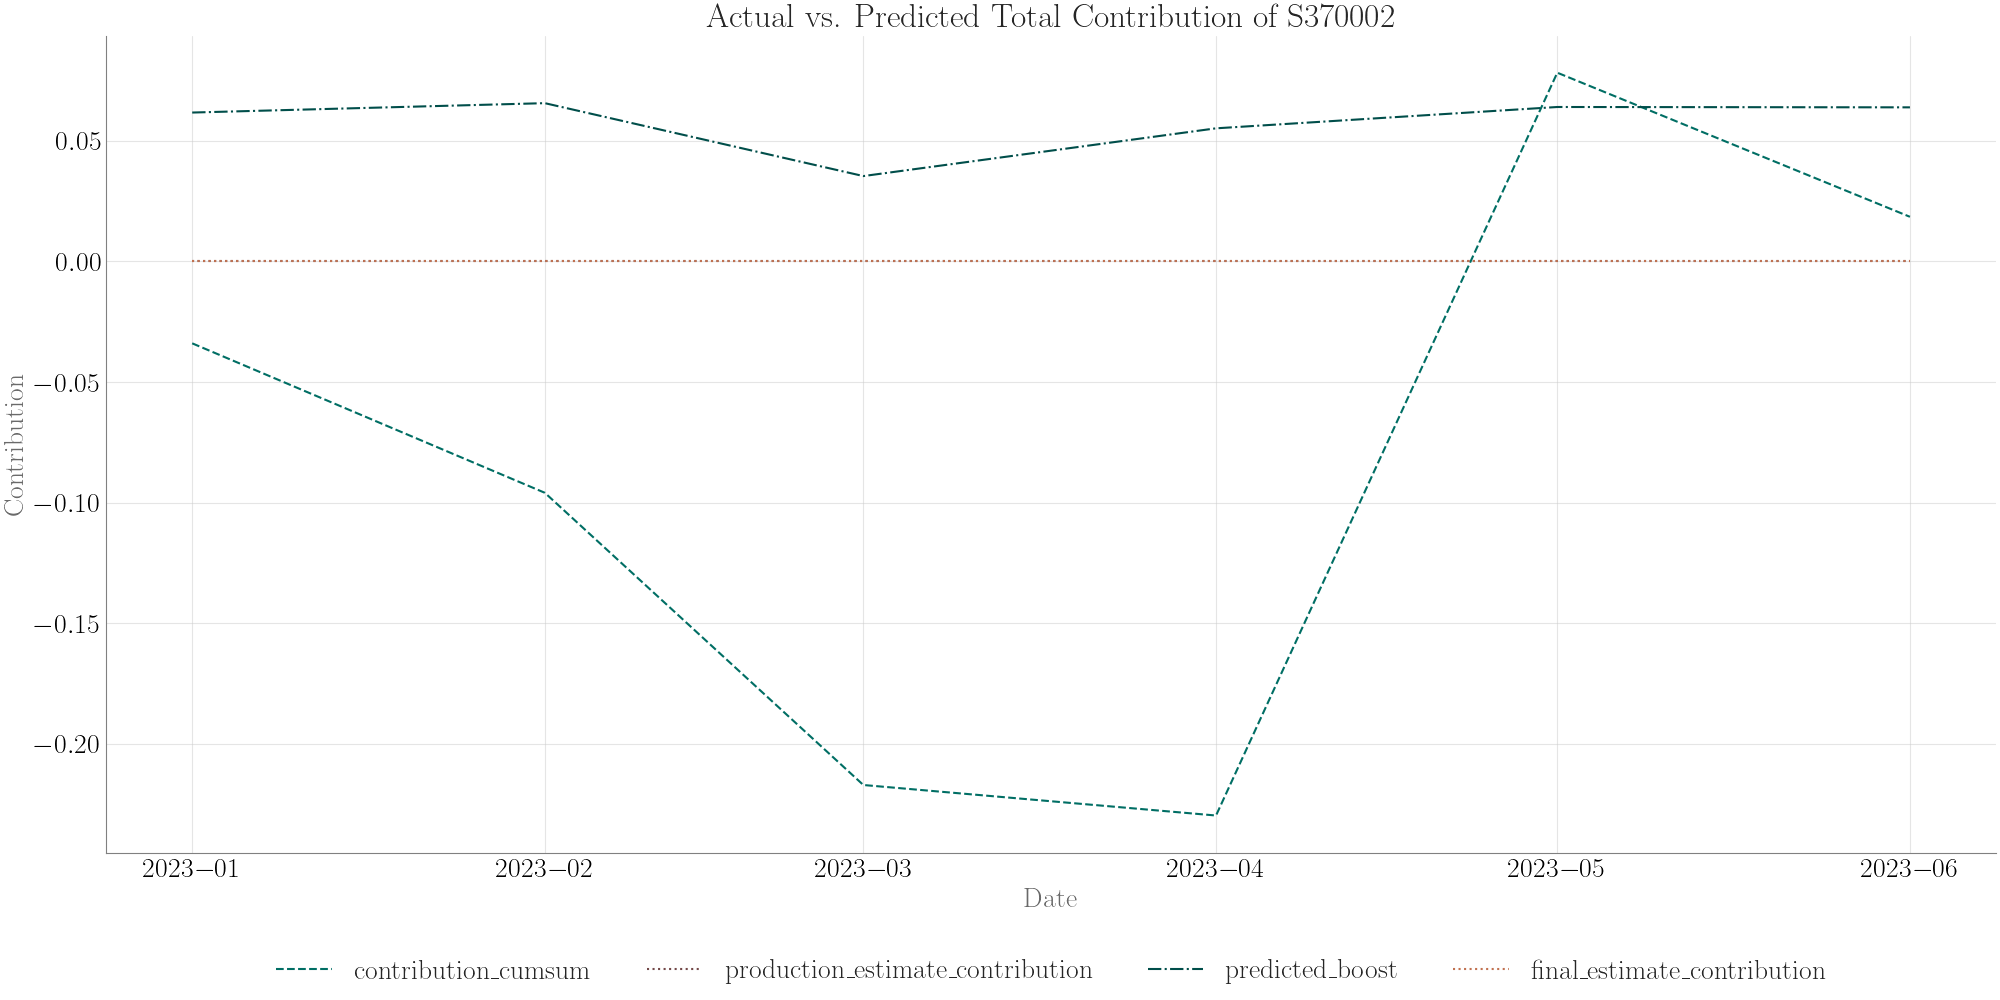 Actual vs. Predicted Total Contribution of S370002
Contribution
0.05
0.00
−0.05
−0.10
−0.15
−0.20
2023−01 2023−02 2023−03 2023−04 2023−05 2023−06
Date
contribution_cumsum production_estimate_contribution predicted_boost final_estimate_contribution